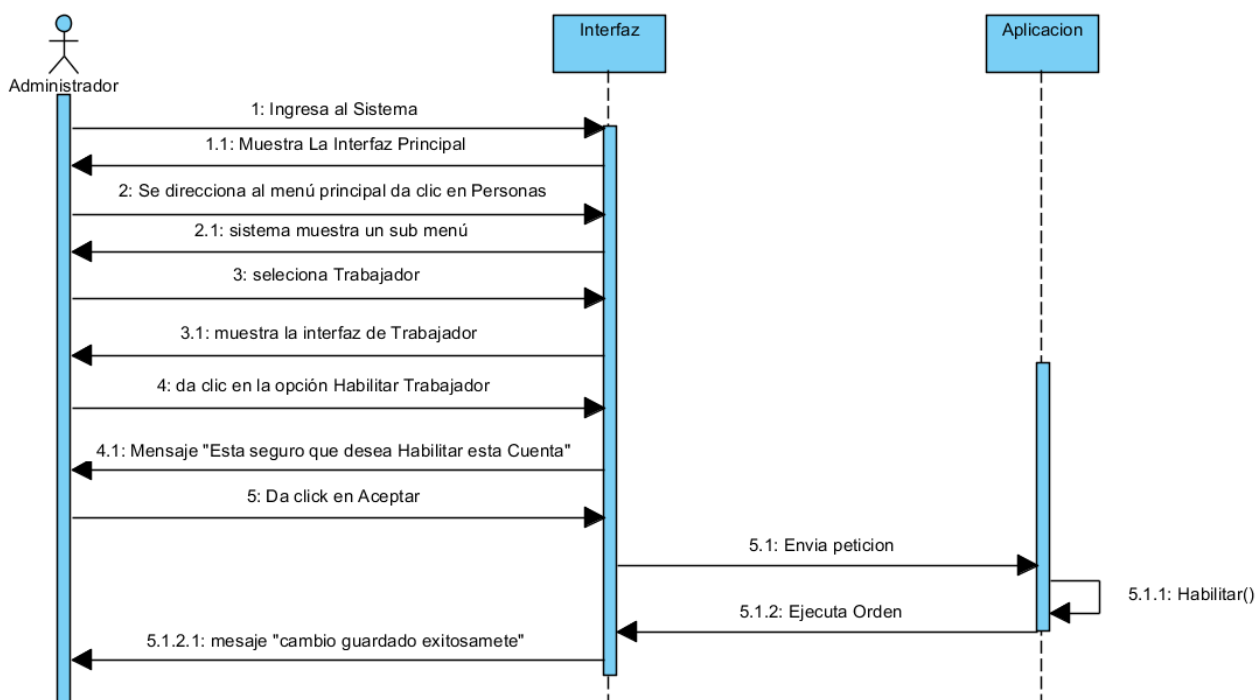 Interfaz
Aplicacion
Administrador
1: Ingresa al Sistema
1.1: Muestra La Interfaz Principal
2: Se direcciona al menú principal da clic en Personas
2.1: sistema muestra un sub menú
3: seleciona Trabajador
3.1: muestra la interfaz de Trabajador
4: da clic en la opción Habilitar Trabajador
4.1: Mensaje "Esta seguro que desea Habilitar esta Cuenta"
5: Da click en Aceptar
5.1: Envia peticion
5.1.1: Habilitar()
5.1.2: Ejecuta Orden
5.1.2.1: mesaje "cambio guardado exitosamete"